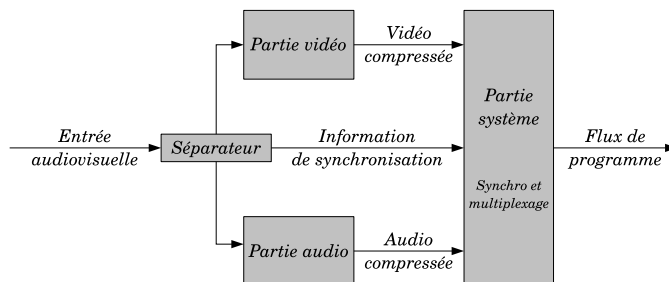 Partie vidéo
Vidéo
compressée
Entrée
audiovisuelle
Séparateur
Information
de synchronisation
Partie
système
Synchro et
multiplexage
Flux de
programme
Partie audio
Audio
compressée